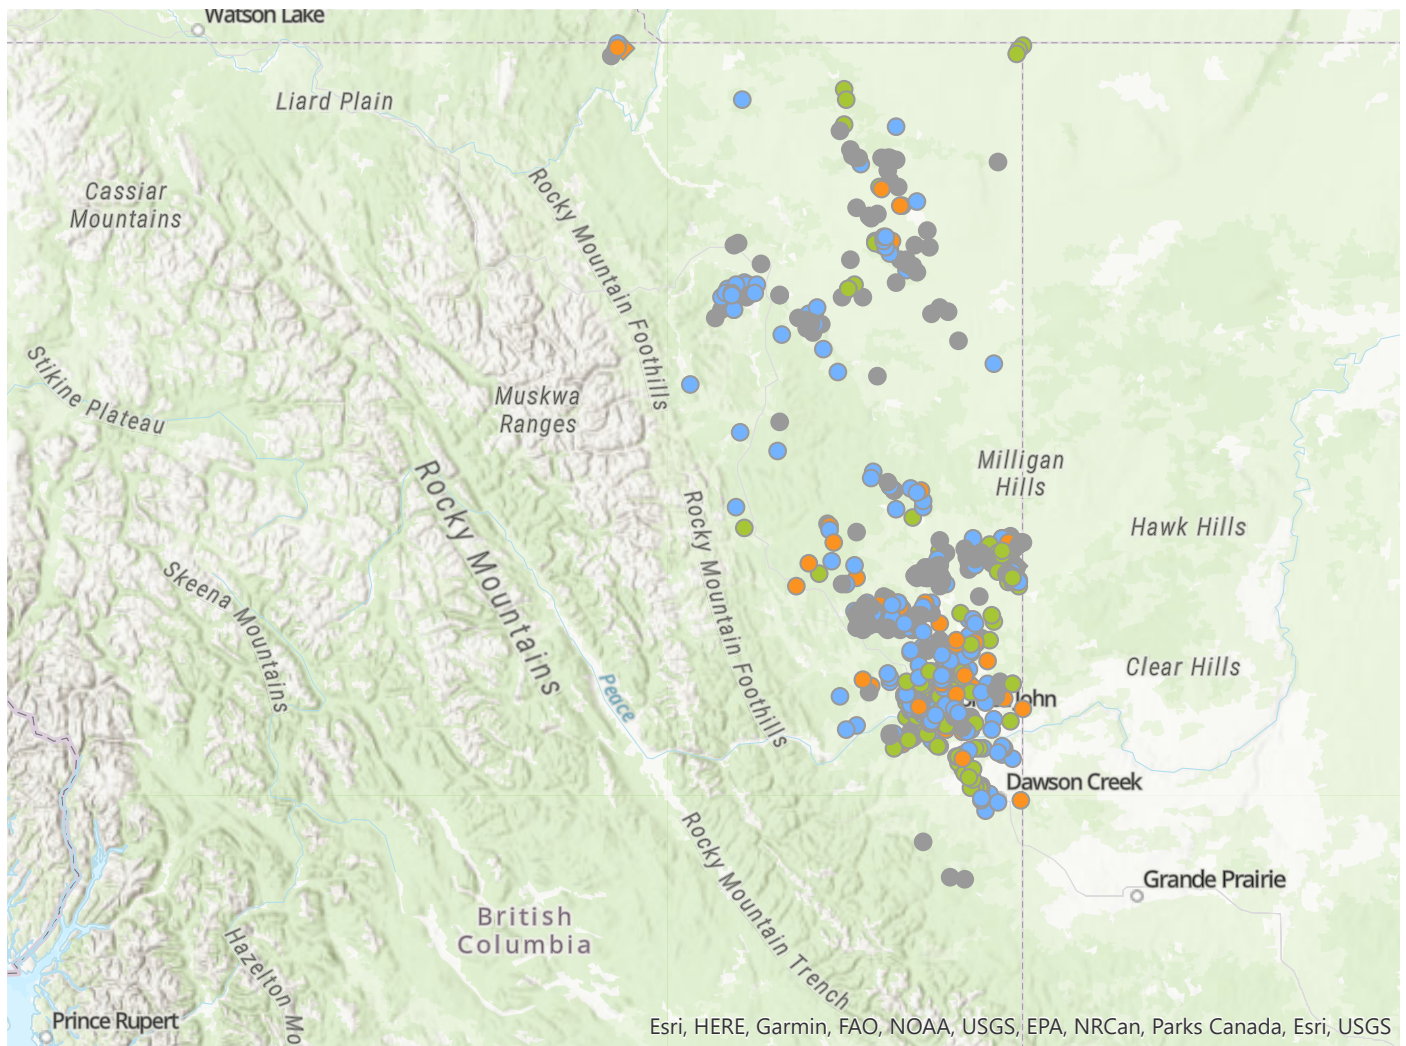 Watson Lake
Liard Plain
Cassiar
Mountains
Rocky Mountain Foothills
Stikine Plateau
Muskwa
Ranges
Rocky Mountains
Milligan
Hills
Hawk Hills
Skeena Mountains
Rocky Mountain Foothills
Clear Hills
Peace
John
Dawson Creek
Rocky Mountain Trench
Grande Prairie
British
Columbia
Hazelton Mo
Prince Rupert
Esri, HERE, Garmin, FAO, NOAA, USGS, EPA, NRCan, Parks Canada, Esri, USGS